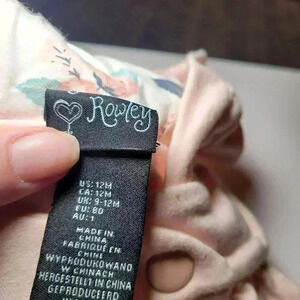 Rowley
US: 12M
CA: 12M
UK: 9-12M
EU: 80
AU: 1
MADE IN
CHINA
FABRIQUÉ EN
CHINE
WYPRODUKOWANO
W CHINACH
HERGESTELLT IN CHINA
GEPRODUCEERD